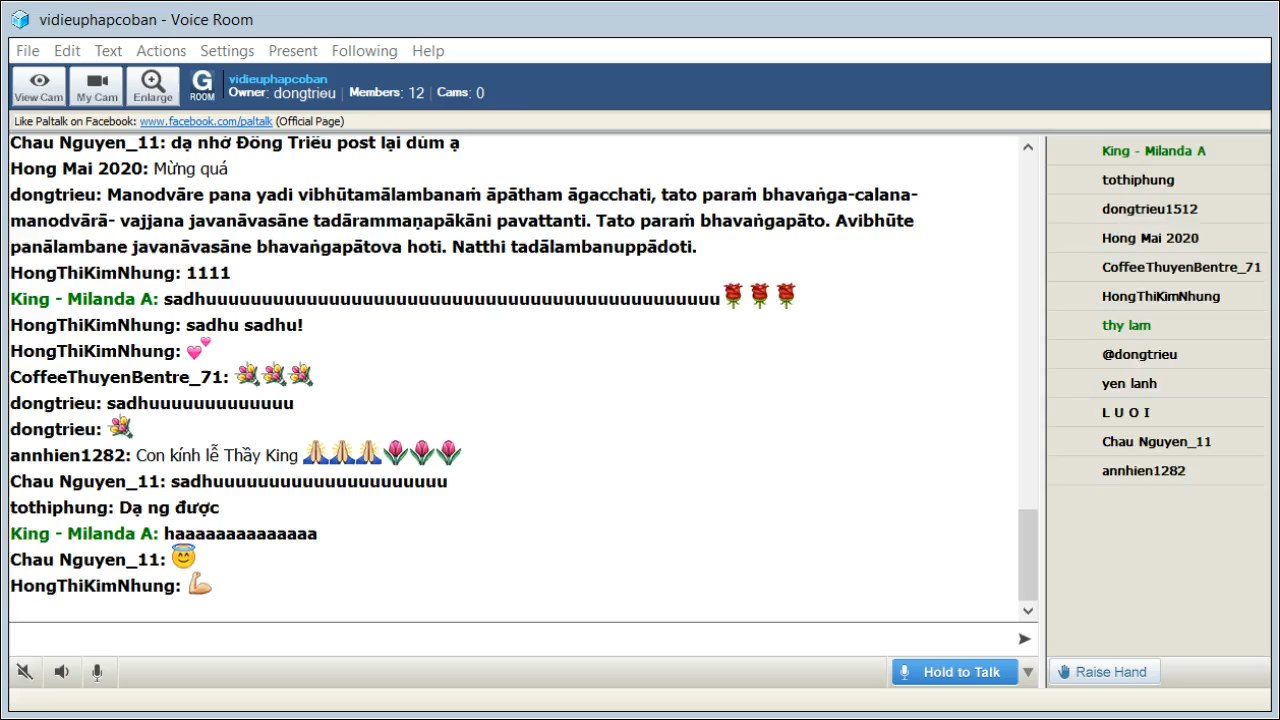 vidieuphapcoban - Voice Room
File Edit Text Actions Settings Present Following Help
View Cam My Cam Enlarge G ROOM
vidieuphapcoban
Owner: dongtrieu | Members: 12 | Cams: 0
Like Paltalk on Facebook: www.facebook.com/paltalk (Official Page)
Chau Nguyen_11: dạ nhờ Đông Triều post lại dùm ạ
Hong Mai 2020: Mừng quá
dongtrieu: Manodvāre pana yadi vibhūtamālambanaṁ āpātham āgacchati, tato paraṁ bhavaṅga-calana-
manodvārā- vajjana javanāvasāne tadārammaṇapākāni pavattanti. Tato paraṁ bhavaṅgapāto. Avibhūte
panālambane javanāvasāne bhavaṅgapātova hoti. Natthi tadālambanuppādoti.
HongThiKimNhung: 1111
King - Milanda A: sadhuuuuuuuuuuuuuuuuuuuuuuuuuuuuuuuuuuuuuuuuuuuuu🌹🌹🌹
HongThiKimNhung: sadhu sadhu!
HongThiKimNhung: 💕
CoffeeThuyenBentre_71: 💐💐💐
dongtrieu: sadhuuuuuuuuuuuuu
dongtrieu: 💐
annhien1282: Con kính lễ Thầy King 🙏🙏🙏🌷🌷🌷
Chau Nguyen_11: sadhuuuuuuuuuuuuuuuuuuuuu
tothiphung: Dạ ng được
King - Milanda A: haaaaaaaaaaaaaa
Chau Nguyen_11: 😇
HongThiKimNhung: 💪
King - Milanda A
tothiphung
dongtrieu1512
Hong Mai 2020
CoffeeThuyenBentre_71
HongThiKimNhung
thy lam
@dongtrieu
yen lanh
L U O I
Chau Nguyen_11
annhien1282
Hold to Talk
Raise Hand